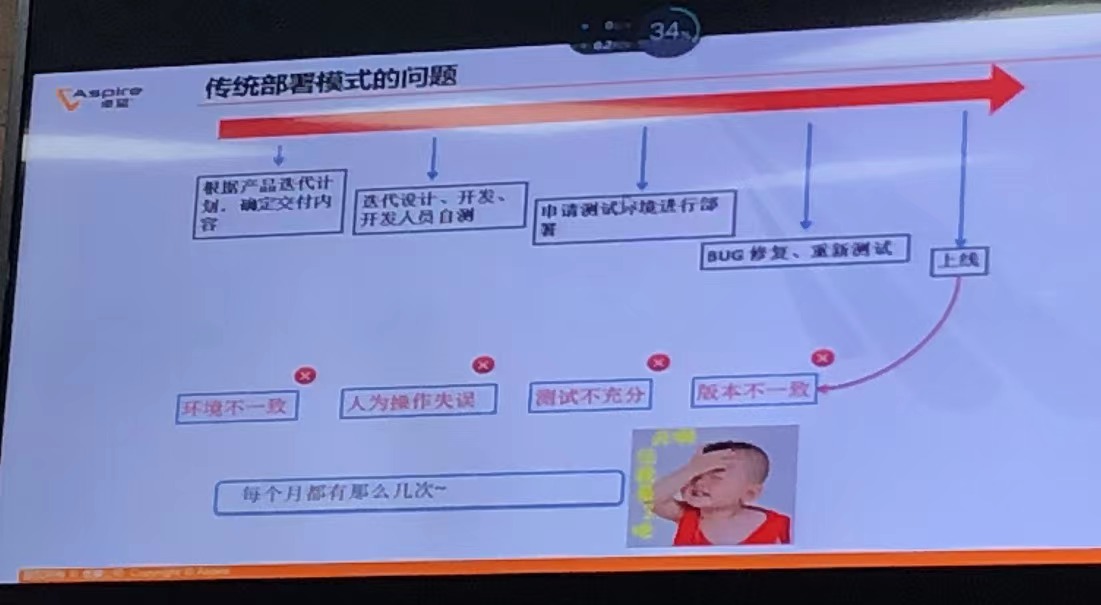 34%
Aspire
卓望
传统部署模式的问题
根据产品迭代计
划，确定交付内
容
迭代设计、开发、
开发人员自测
申请测试环境进行部
署
BUG 修复、重新测试
上线
环境不一致
人为操作失误
测试不充分
版本不一致
每个月都有那么几次~
Copyright © Aspire